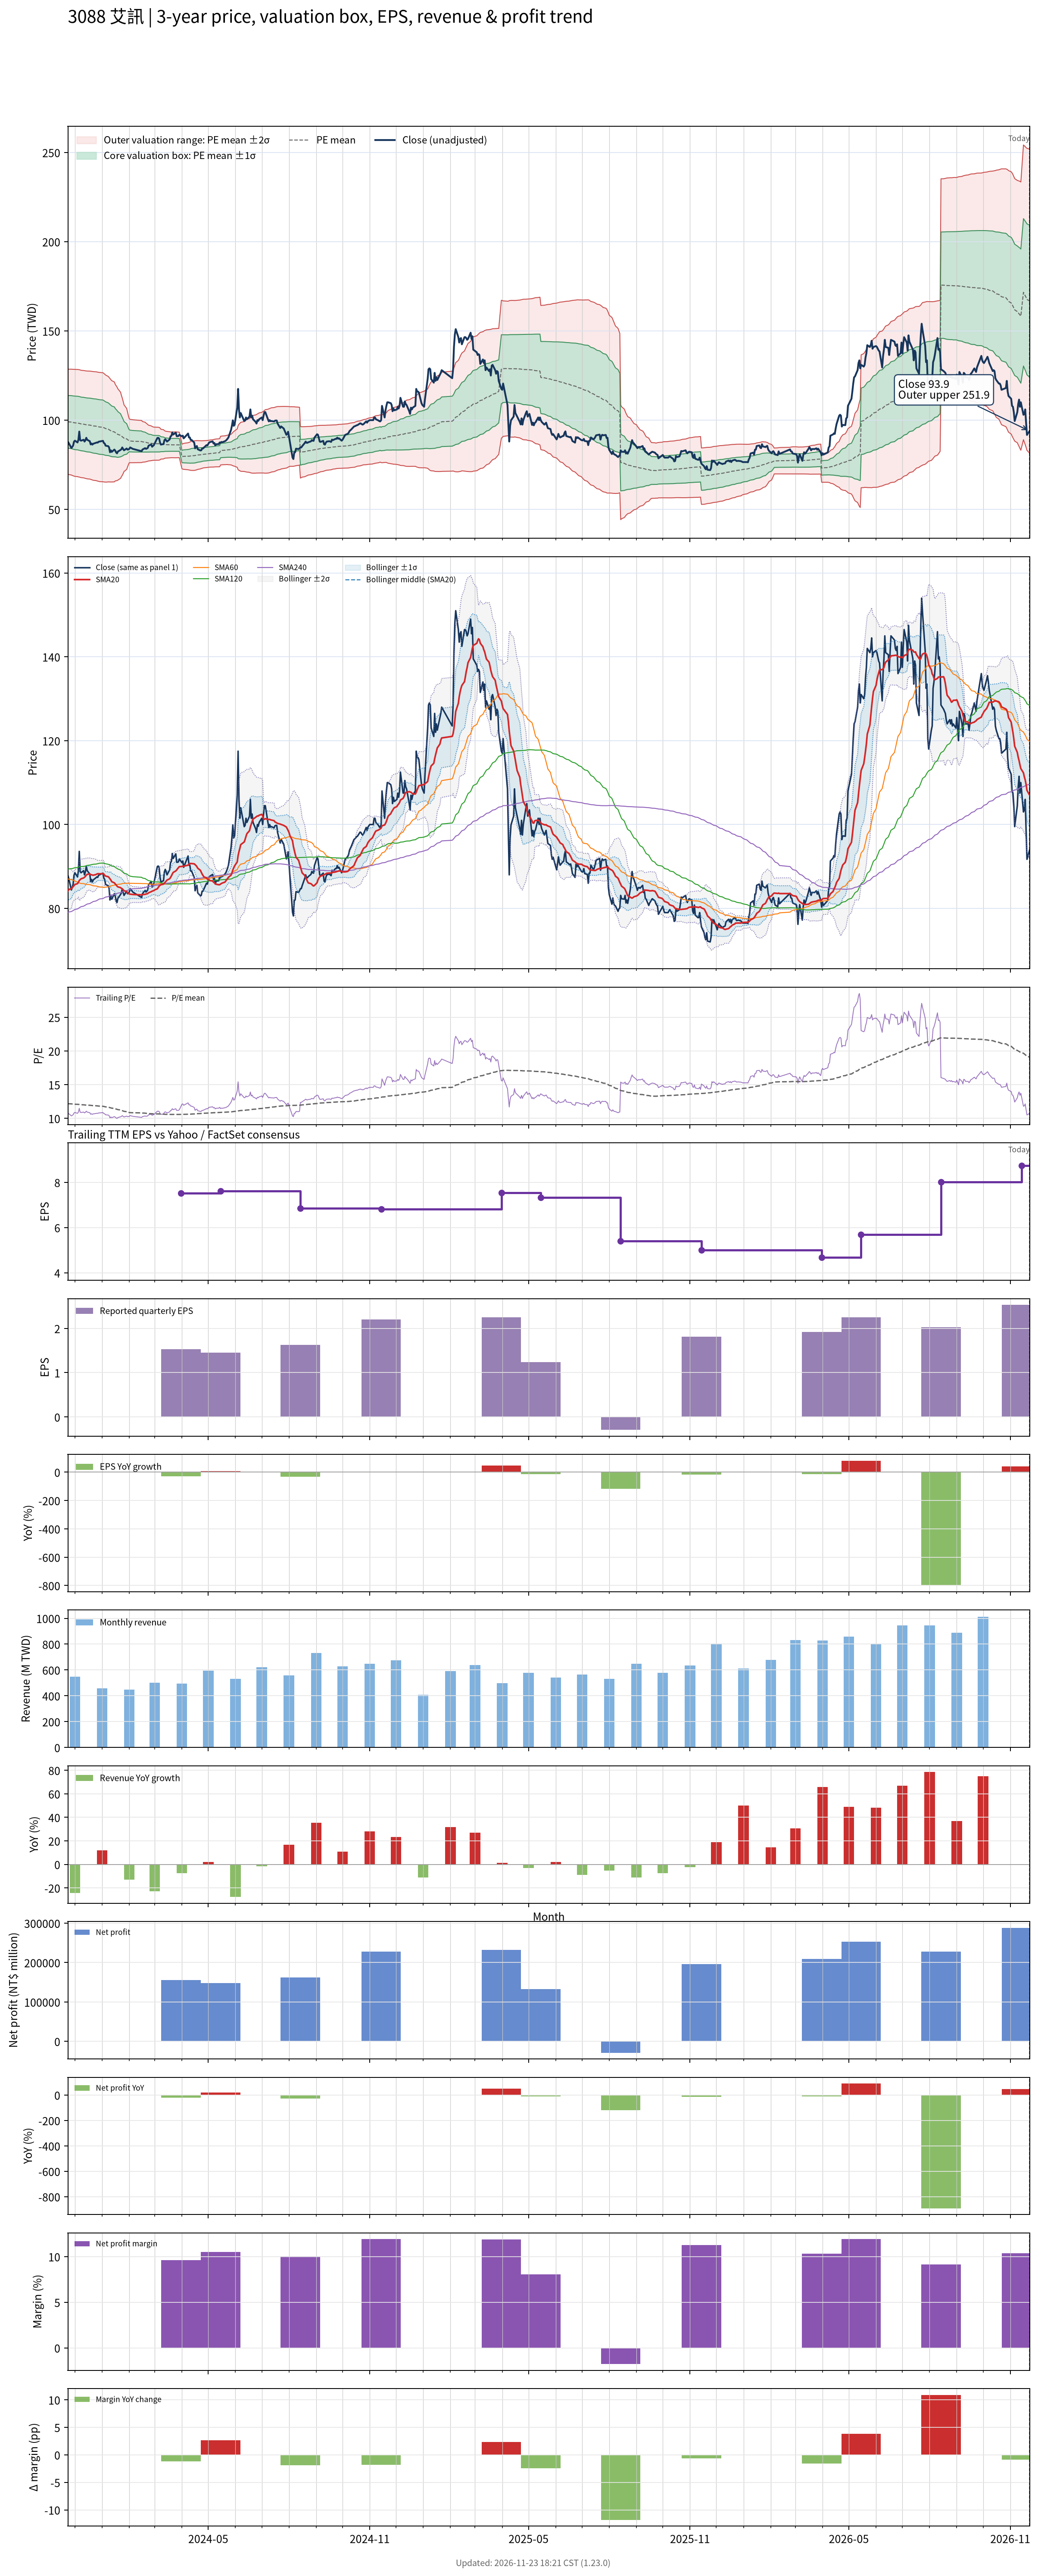 3088 艾訊 | 3-year price, valuation box, EPS, revenue & profit trend
Outer valuation range: PE mean ±2σ
PE mean
Close (unadjusted)
Core valuation box: PE mean ±1σ
Today
250
200
150
100
50
Price (TWD)
Close 93.9
Outer upper 251.9
Close (same as panel 1)
SMA20
SMA60
SMA120
SMA240
Bollinger ±2σ
Bollinger ±1σ
Bollinger middle (SMA20)
160
140
120
100
80
Price
Trailing P/E
P/E mean
25
20
15
10
P/E
Trailing TTM EPS vs Yahoo / FactSet consensus
Today
8
6
4
EPS
Reported quarterly EPS
2
1
0
EPS
EPS YoY growth
0
-200
-400
-600
-800
YoY (%)
Monthly revenue
1000
800
600
400
200
0
Revenue (M TWD)
Revenue YoY growth
80
60
40
20
0
-20
YoY (%)
Month
Net profit
300000
200000
100000
0
Net profit (NT$ million)
Net profit YoY
0
-200
-400
-600
-800
YoY (%)
Net profit margin
10
5
0
Margin (%)
Margin YoY change
10
5
0
-5
-10
Δ margin (pp)
2024-05
2024-11
2025-05
2025-11
2026-05
2026-11
Updated: 2026-11-23 18:21 CST (1.23.0)